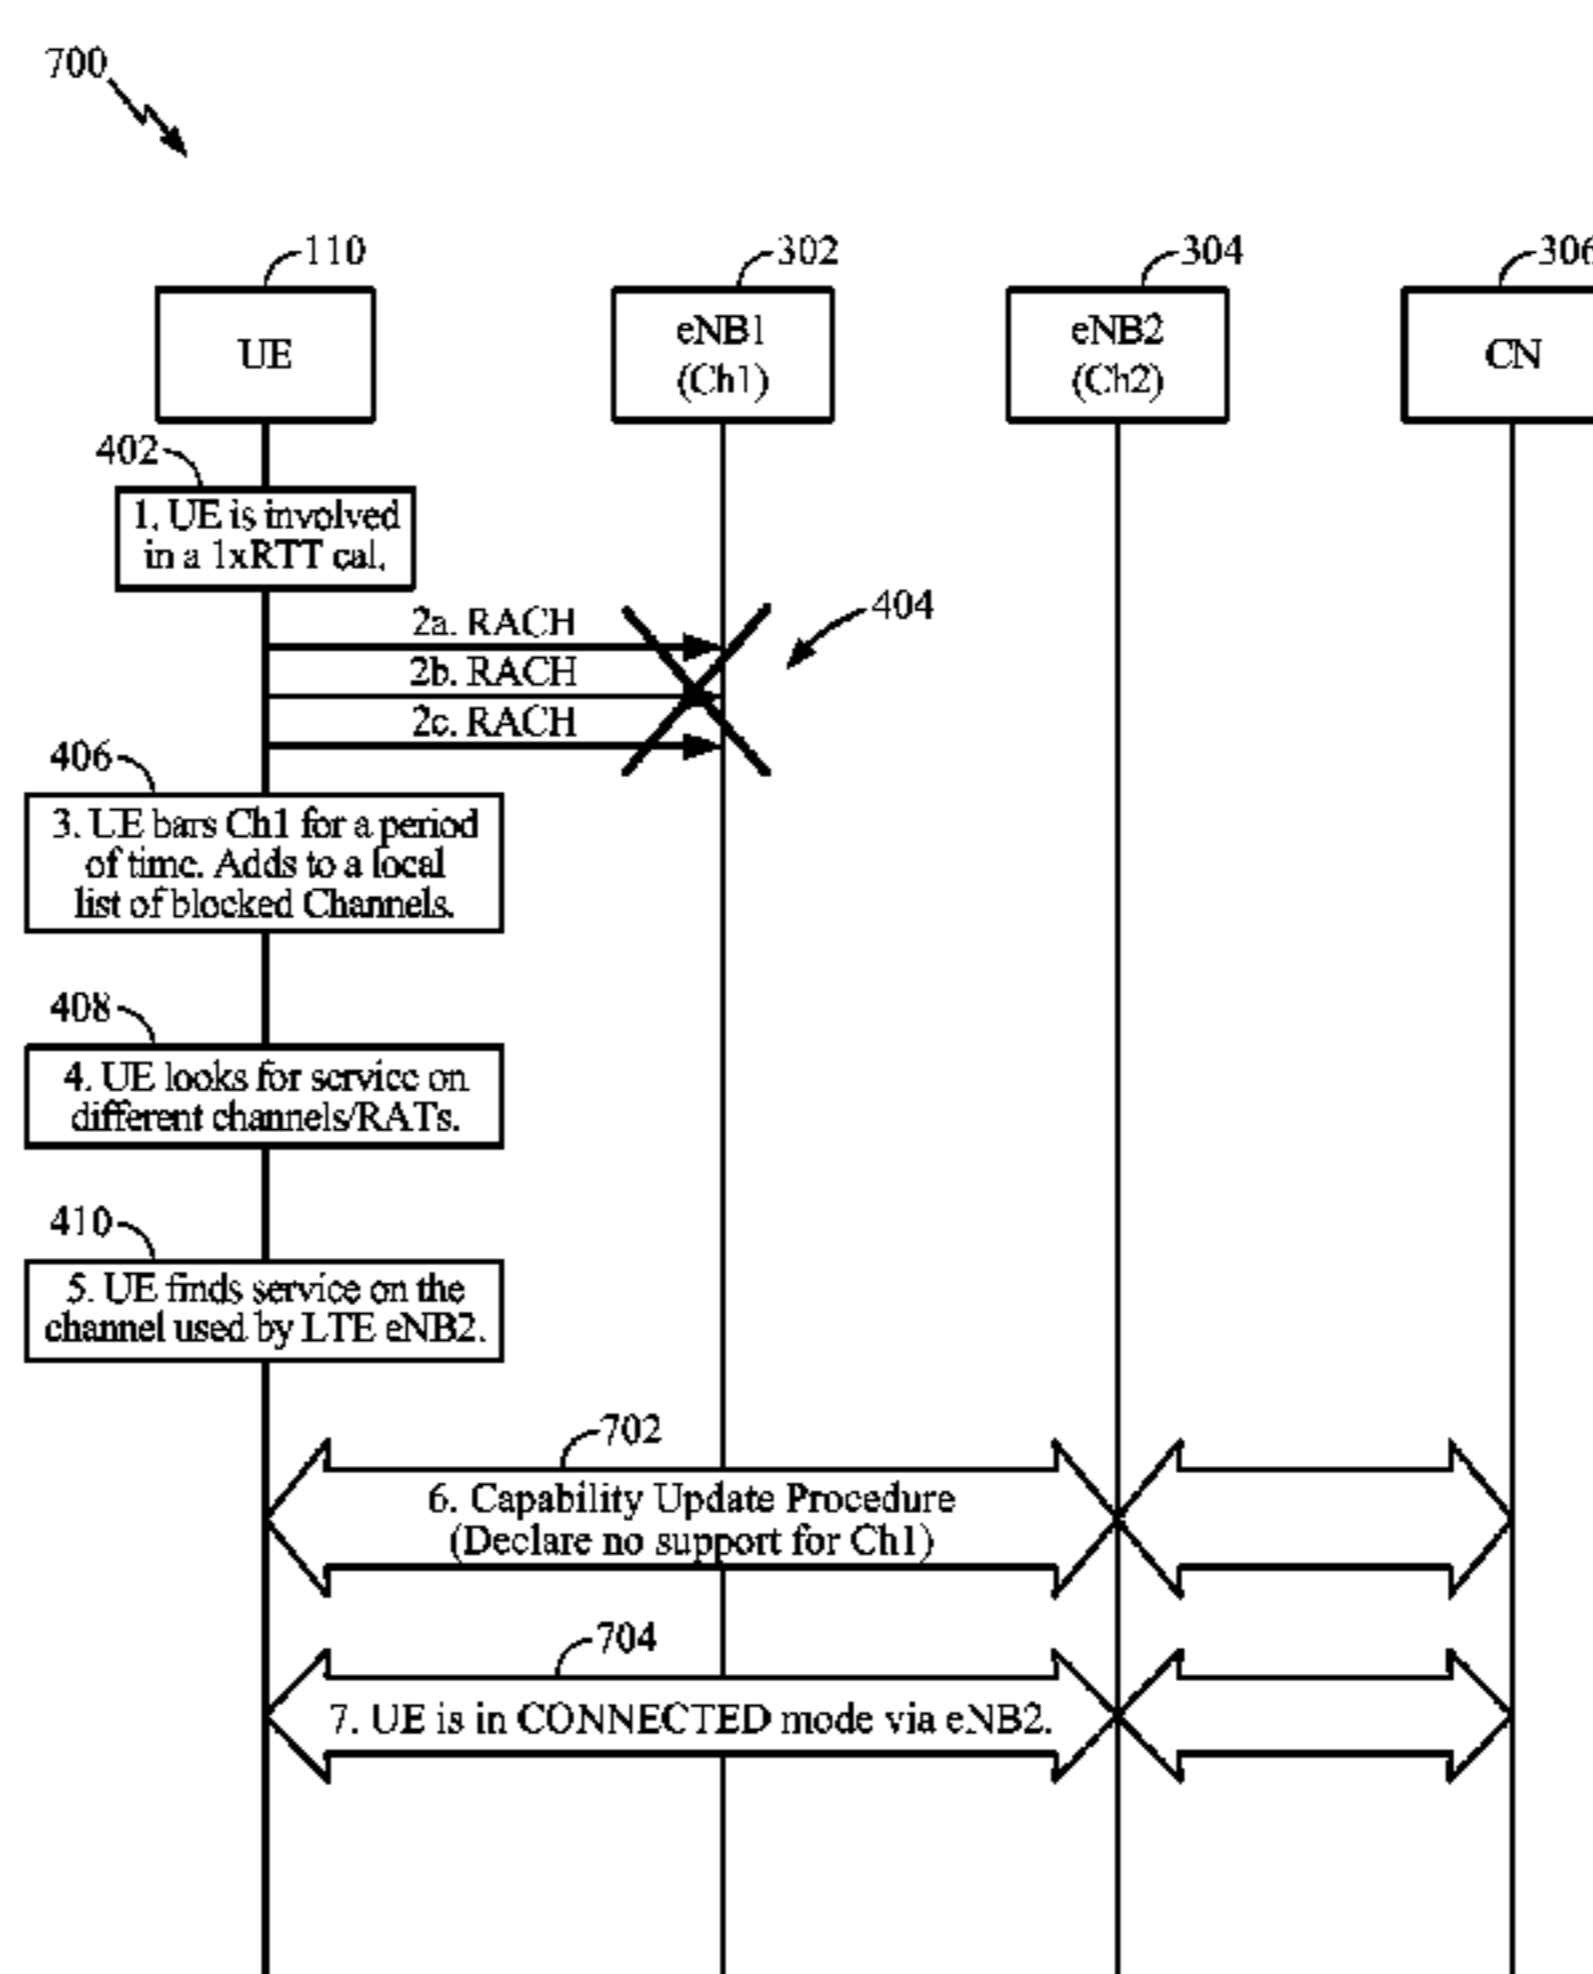 700
110
302
304
306
UE
eNB1
(Ch1)
eNB2
(Ch2)
CN
402
1. UE is involved
in a 1xRTT cal.
404
2a. RACH
2b. RACH
2c. RACH
406
3. UE bars Ch1 for a period
of time. Adds to a local
list of blocked Channels.
408
4. UE looks for service on
different channels/RATs.
410
5. UE finds service on the
channel used by LTE eNB2.
702
6. Capability Update Procedure
(Declare no support for Ch1)
704
7. UE is in CONNECTED mode via eNB2.